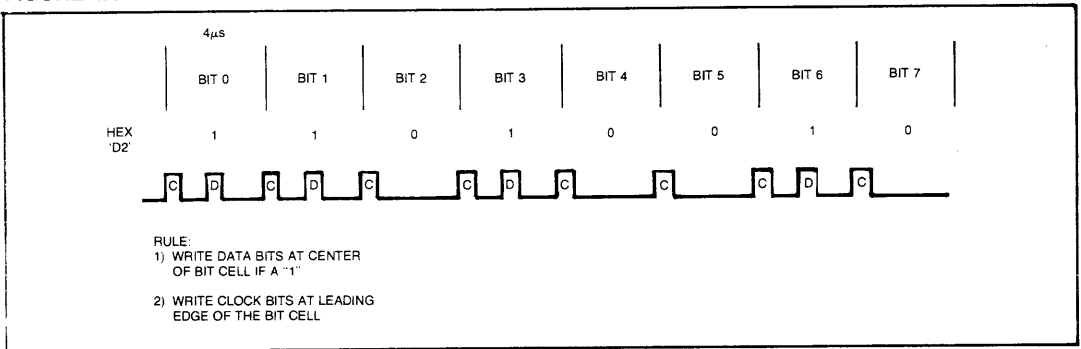 4μs
BIT 0 BIT 1 BIT 2 BIT 3 BIT 4 BIT 5 BIT 6 BIT 7
HEX 1 1 0 1 0 0 1 0
'D2'
C D C D C C D C C C D C
RULE:
1) WRITE DATA BITS AT CENTER
OF BIT CELL IF A "1"
2) WRITE CLOCK BITS AT LEADING
EDGE OF THE BIT CELL